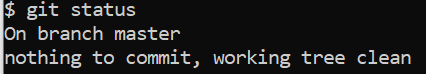 $ git status
On branch master
nothing to commit, working tree clean